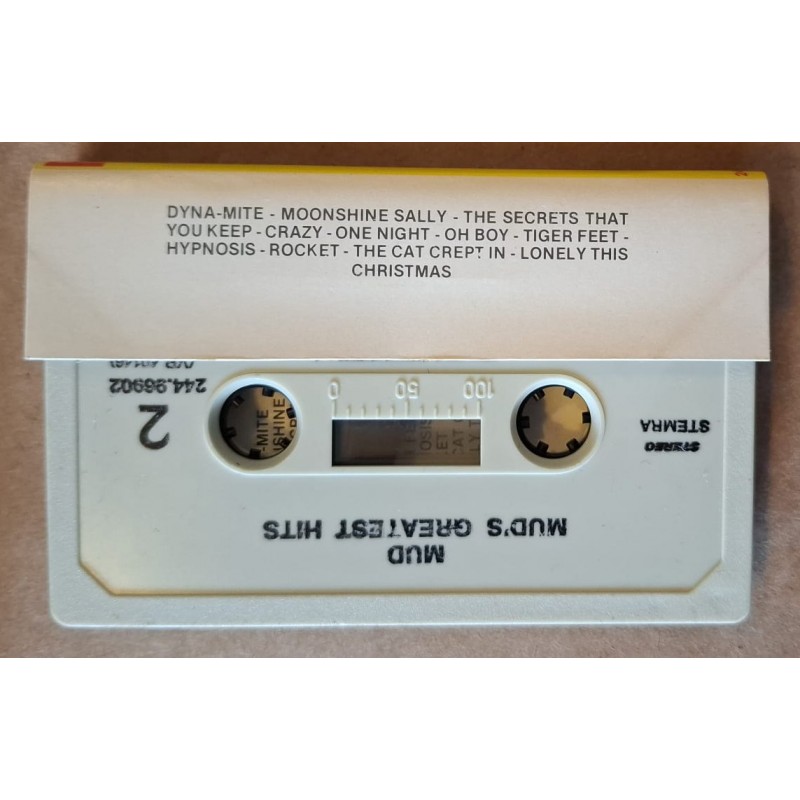 DYNA-MITE - MOONSHINE SALLY - THE SECRETS THAT
YOU KEEP - CRAZY - ONE NIGHT - OH BOY - TIGER FEET -
HYPNOSIS - ROCKET - THE CAT CREPT IN - LONELY THIS
CHRISTMAS
MUD
MUD'S GREATEST HITS
STEREO
STEMRA
100 50 0
2
244.96902